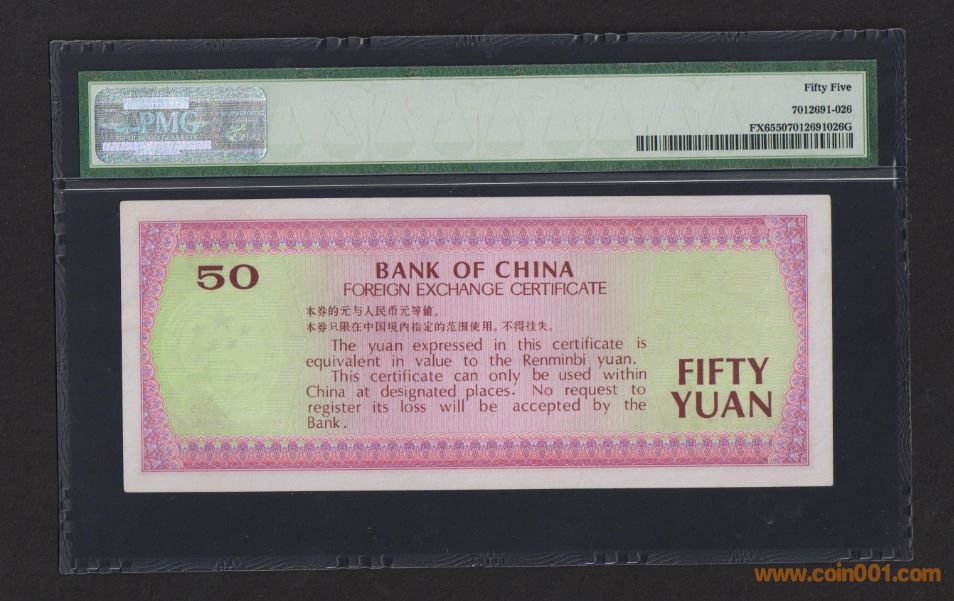 PMG
Fifty Five
7012691-026
FX65507012691026G
50
BANK OF CHINA
FOREIGN EXCHANGE CERTIFICATE
本券的元与人民币元等值。
本券只限在中国境内指定的范围使用。不得挂失。
The yuan expressed in this certificate is
equivalent in value to the Renminbi yuan.
This certificate can only be used within
China at designated places. No request to
register its loss will be accepted by the
Bank.
FIFTY
YUAN
www.coin001.com